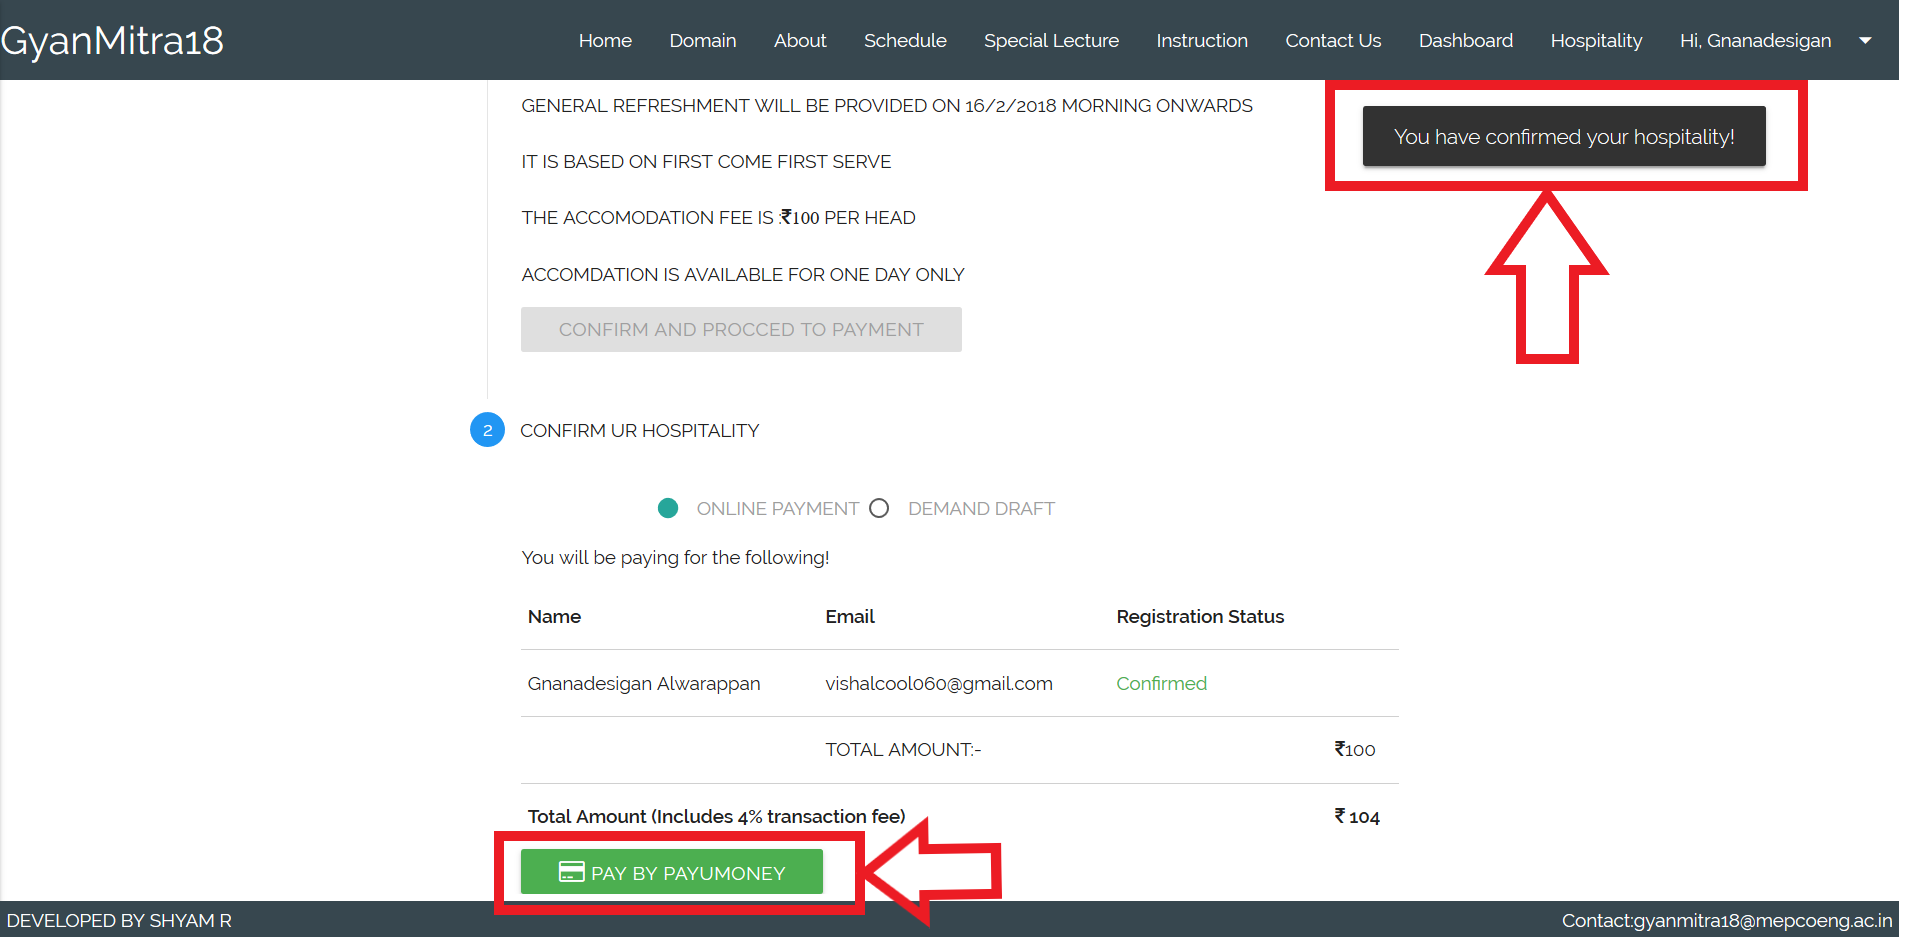 GyanMitra18
Home Domain About Schedule Special Lecture Instruction Contact Us Dashboard Hospitality Hi, Gnanadesigan
GENERAL REFRESHMENT WILL BE PROVIDED ON 16/2/2018 MORNING ONWARDS
You have confirmed your hospitality!
IT IS BASED ON FIRST COME FIRST SERVE
THE ACCOMODATION FEE IS :₹100 PER HEAD
ACCOMDATION IS AVAILABLE FOR ONE DAY ONLY
CONFIRM AND PROCCED TO PAYMENT
2 CONFIRM UR HOSPITALITY
ONLINE PAYMENT DEMAND DRAFT
You will be paying for the following!
Name Email Registration Status
Gnanadesigan Alwarappan vishalcool060@gmail.com Confirmed
TOTAL AMOUNT:- ₹100
Total Amount (Includes 4% transaction fee) ₹ 104
PAY BY PAYUMONEY
DEVELOPED BY SHYAM R Contact:gyanmitra18@mepcoeng.ac.in